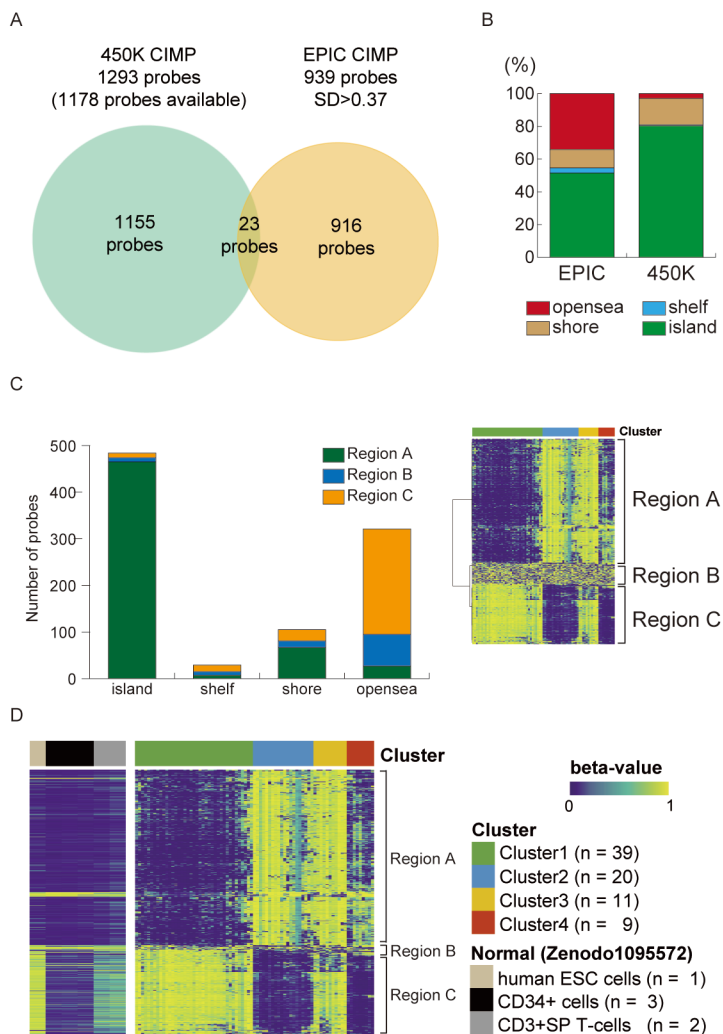 A
450K CIMP
1293 probes
(1178 probes available)
EPIC CIMP
939 probes
SD>0.37
1155
probes
23
probes
916
probes
B
(%)
100
80
60
40
20
0
EPIC
450K
opensea
shelf
shore
island
C
Number of probes
500
400
300
200
100
0
island
shelf
shore
opensea
Region A
Region B
Region C
Cluster
Region A
Region B
Region C
D
Cluster
Region A
Region B
Region C
beta-value
0
1
Cluster
Cluster1 (n = 39)
Cluster2 (n = 20)
Cluster3 (n = 11)
Cluster4 (n = 9)
Normal (Zenodo1095572)
human ESC cells (n = 1)
CD34+ cells (n = 3)
CD3+SP T-cells (n = 2)